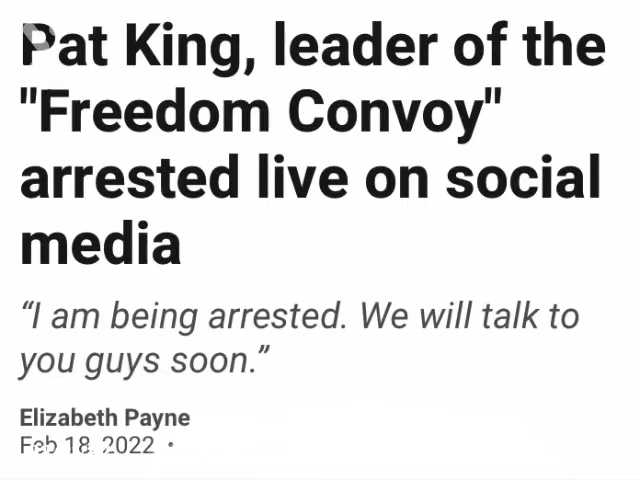 Pat King, leader of the
"Freedom Convoy"
arrested live on social
media
“I am being arrested. We will talk to
you guys soon.”
Elizabeth Payne
Feb 18, 2022 •